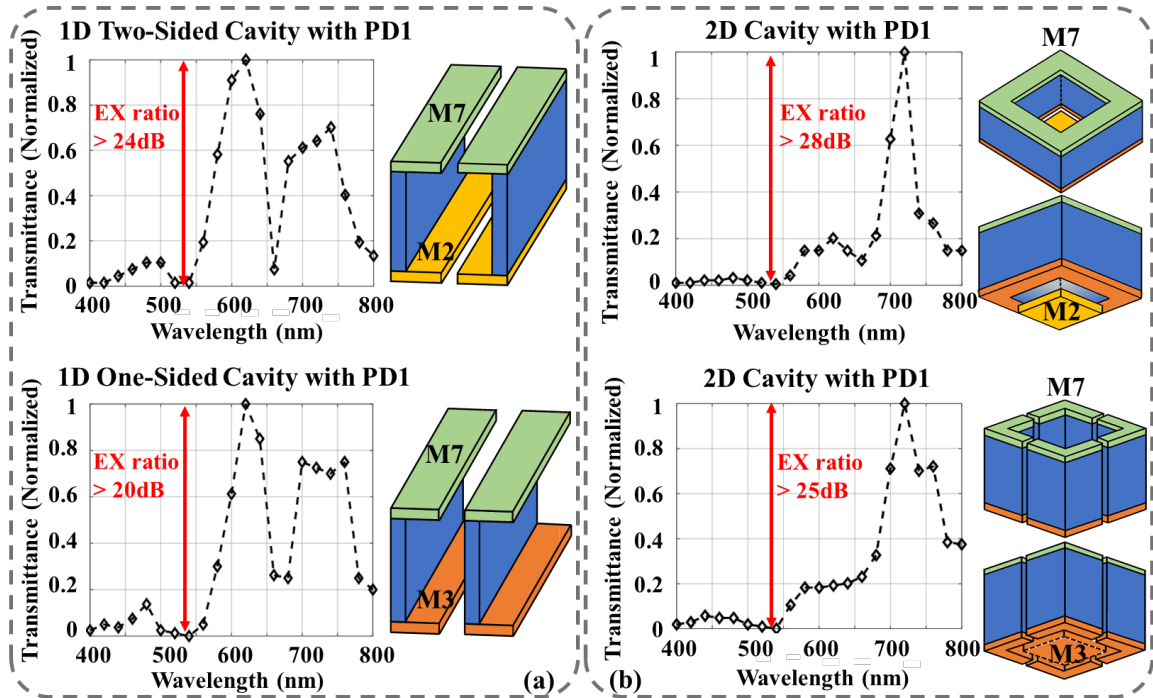 1D Two-Sided Cavity with PD1
Transmittance (Normalized)
1
0.8
0.6
0.4
0.2
0
400
500
600
700
800
Wavelength (nm)
EX ratio
> 24dB
M7
M2
1D One-Sided Cavity with PD1
Transmittance (Normalized)
1
0.8
0.6
0.4
0.2
0
400
500
600
700
800
Wavelength (nm)
EX ratio
> 20dB
M7
M3
(a)
2D Cavity with PD1
Transmittance (Normalized)
1
0.8
0.6
0.4
0.2
0
400
500
600
700
800
Wavelength (nm)
EX ratio
> 28dB
M7
M2
2D Cavity with PD1
Transmittance (Normalized)
1
0.8
0.6
0.4
0.2
0
400
500
600
700
800
Wavelength (nm)
EX ratio
> 25dB
M7
M3
(b)